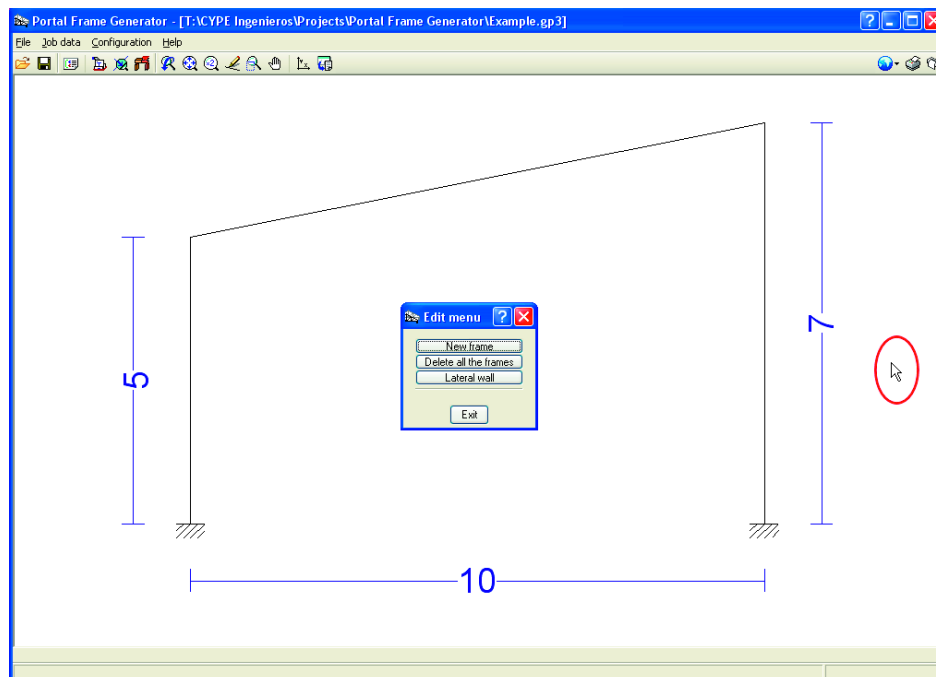 Portal Frame Generator - [T:\CYPE Ingenieros\Projects\Portal Frame Generator\Example.gp3]
File Job data Configuration Help
7
5
Edit menu
New frame
Delete all the frames
Lateral wall
Exit
10